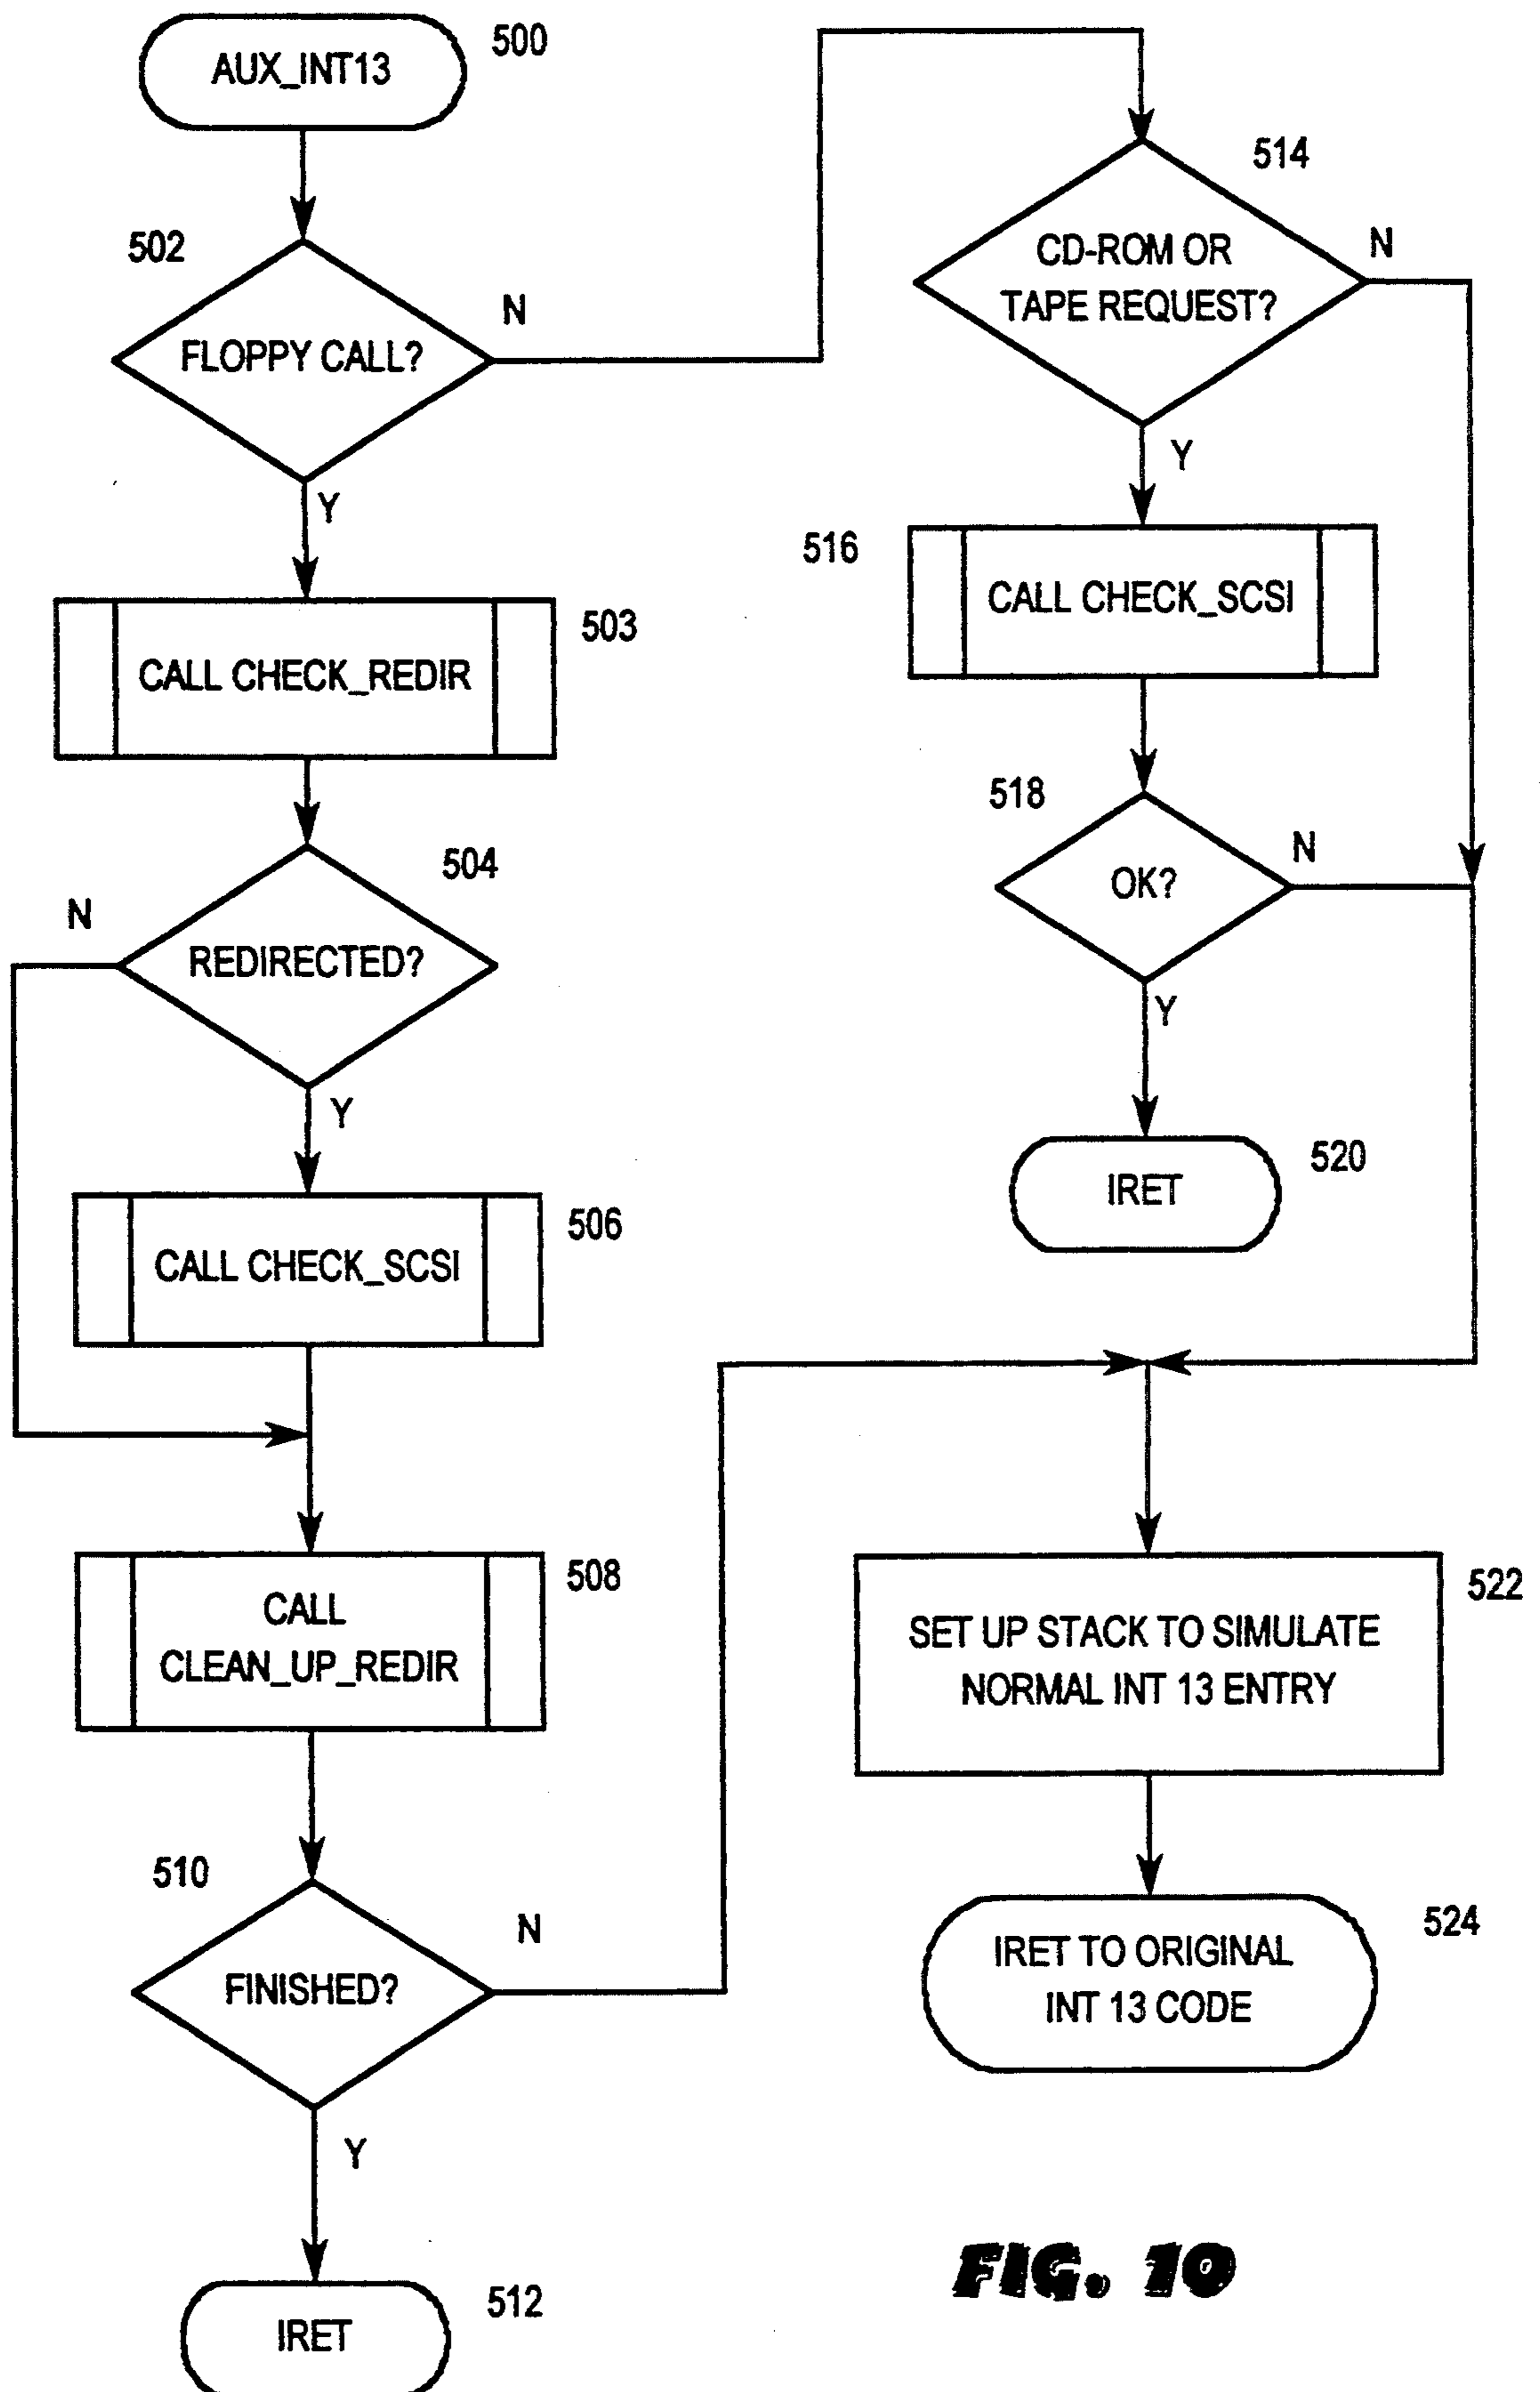 AUX_INT13
500
502
FLOPPY CALL?
N
Y
CALL CHECK_REDIR
503
504
N
REDIRECTED?
Y
CALL CHECK_SCSI
506
CALL
CLEAN_UP_REDIR
508
510
FINISHED?
N
Y
IRET
512
514
CD-ROM OR
TAPE REQUEST?
N
Y
516
CALL CHECK_SCSI
518
OK?
N
Y
IRET
520
SET UP STACK TO SIMULATE
NORMAL INT 13 ENTRY
522
IRET TO ORIGINAL
INT 13 CODE
524
FIG. 10